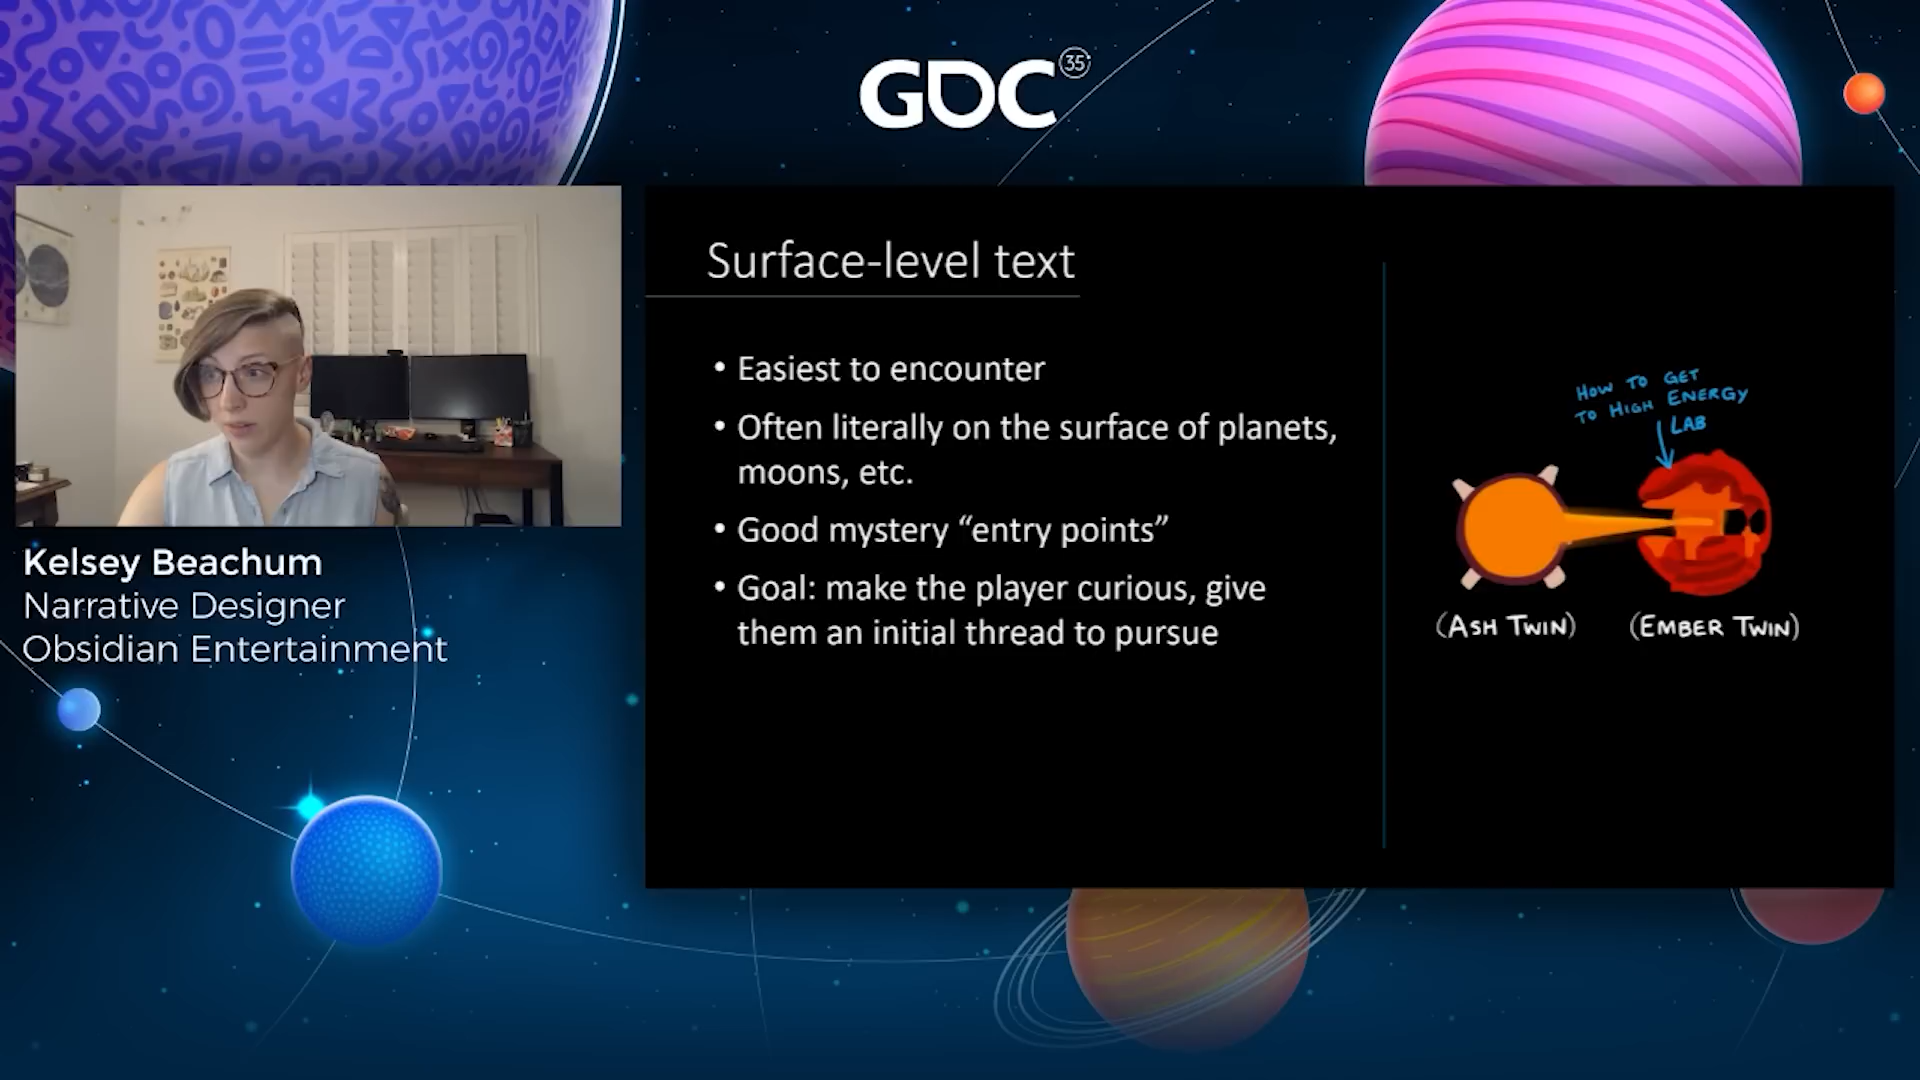 GDC 35
Kelsey Beachum
Narrative Designer
Obsidian Entertainment
Surface-level text
• Easiest to encounter
• Often literally on the surface of planets,
moons, etc.
• Good mystery “entry points”
• Goal: make the player curious, give
them an initial thread to pursue
HOW TO GET
TO HIGH ENERGY
LAB
(ASH TWIN)
(EMBER TWIN)